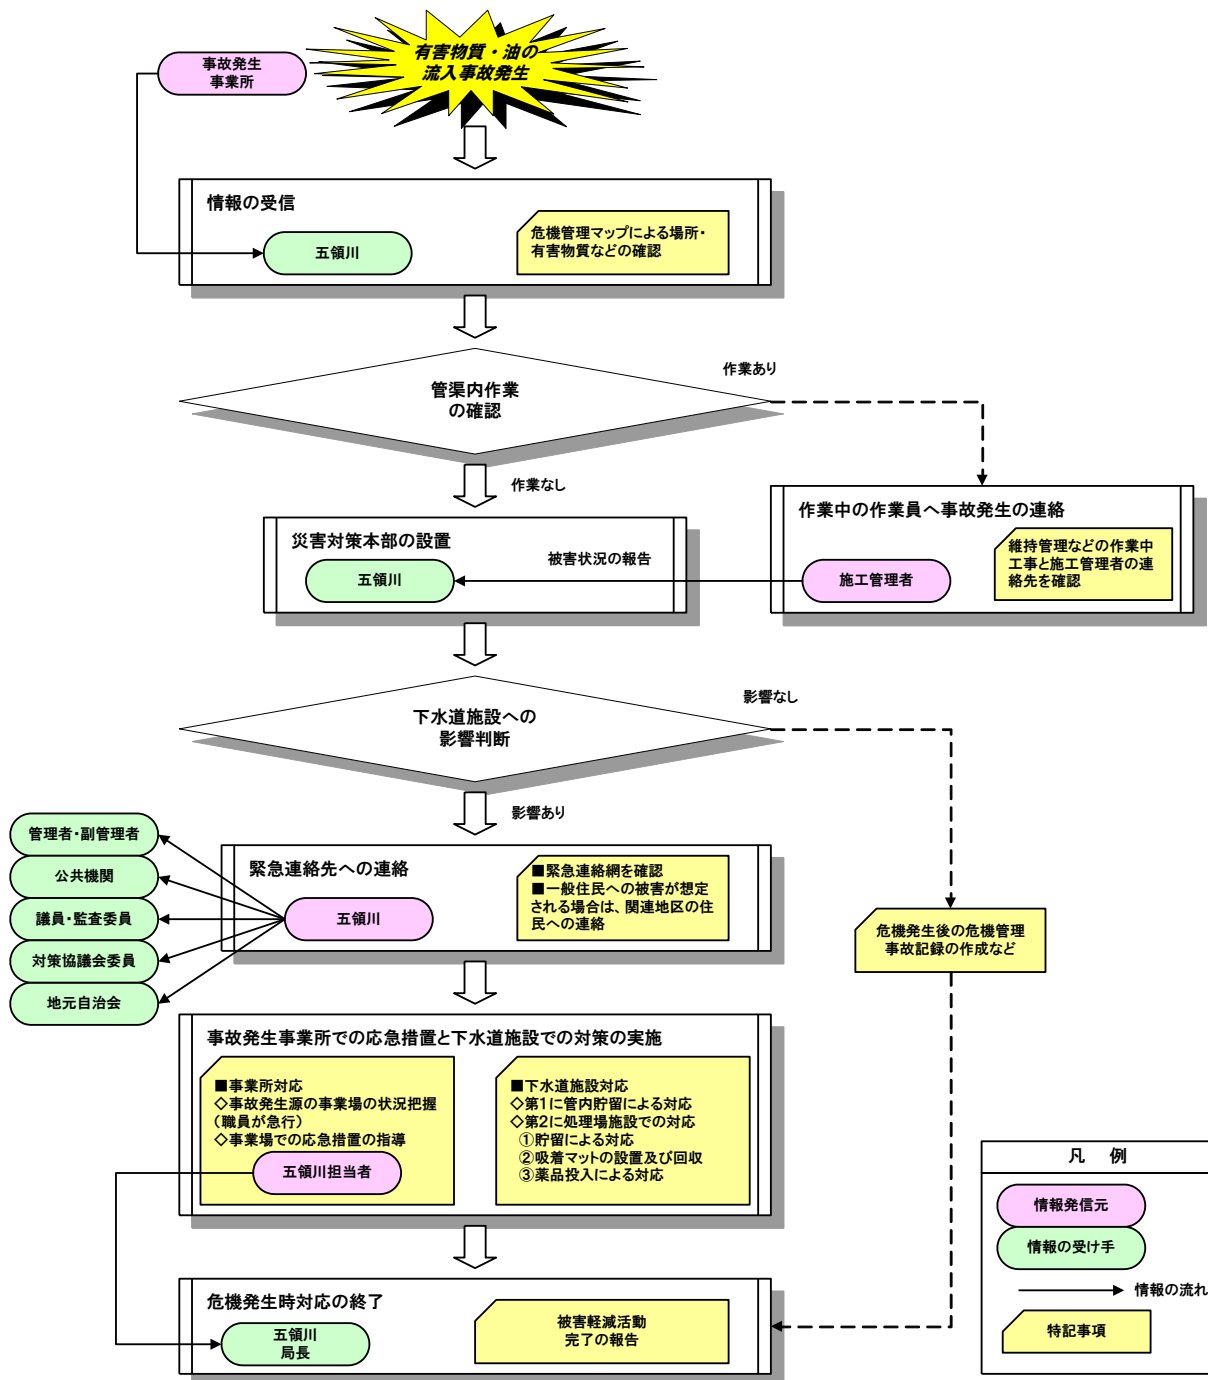 有害物質・油の
流入事故発生
事故発生
事業所
情報の受信
五領川
危機管理マップによる場所・
有害物質などの確認
管渠内作業
の確認
作業あり
作業なし
作業中の作業員へ事故発生の連絡
維持管理などの作業中
工事と施工管理者の連
絡先を確認
施工管理者
災害対策本部の設置
五領川
被害状況の報告
下水道施設への
影響判断
影響なし
影響あり
管理者・副管理者
公共機関
議員・監査委員
対策協議会委員
地元自治会
緊急連絡先への連絡
五領川
■緊急連絡網を確認
■一般住民への被害が想定
される場合は、関連地区の住
民への連絡
危機発生後の危機管理
事故記録の作成など
事故発生事業所での応急措置と下水道施設での対策の実施
■事業所対応
◇事故発生源の事業場の状況把握
(職員が急行)
◇事業場での応急措置の指導
五領川担当者
■下水道施設対応
◇第1に管内貯留による対応
◇第2に処理場施設での対応
①貯留による対応
②吸着マットの設置及び回収
③薬品投入による対応
危機発生時対応の終了
五領川
局長
被害軽減活動
完了の報告
凡 例
情報発信元
情報の受け手
情報の流れ
特記事項